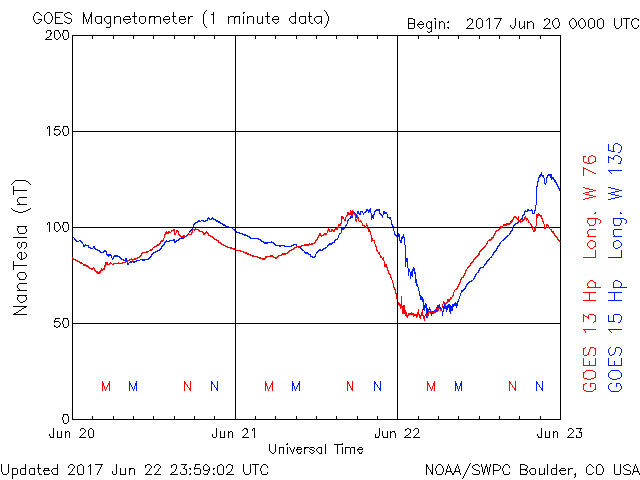 GOES Magnetometer (1 minute data)
Begin: 2017 Jun 20 0000 UTC
200
150
100
50
0
NanoTesla (nT)
M M N N M M N N M M N N
Jun 20 Jun 21 Jun 22 Jun 23
Universal Time
GOES 13 Hp Long. W 76
GOES 15 Hp Long. W 135
Updated 2017 Jun 22 23:59:02 UTC
NOAA/SWPC Boulder, CO USA